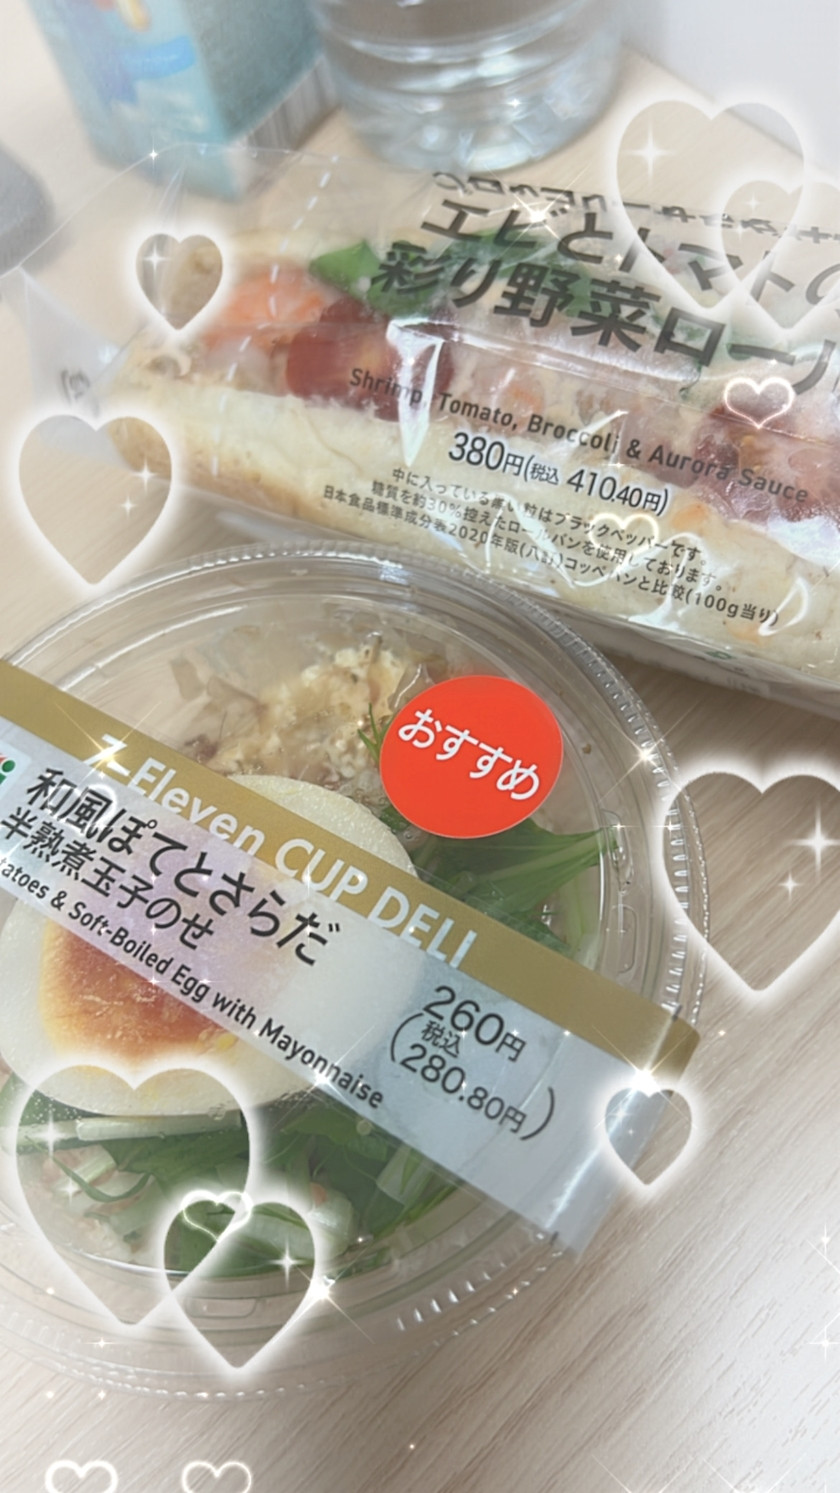 エビとトマトの
彩り野菜ロール
Shrimp, Tomato, Broccoli & Aurora Sauce
380円(税込 410.40円)
中に入っている黒い粒はブラックペッパーです。
糖質を約30%控えたロールパンを使用しております。
日本食品標準成分表2020年版(八訂)コッペパンと比較(100g当り)
おすすめ
7-Eleven CUP DELI
和風ぽてとさらだ
半熟煮玉子のせ
& Soft-Boiled Egg with Mayonnaise
260円
(税込 280.80円)